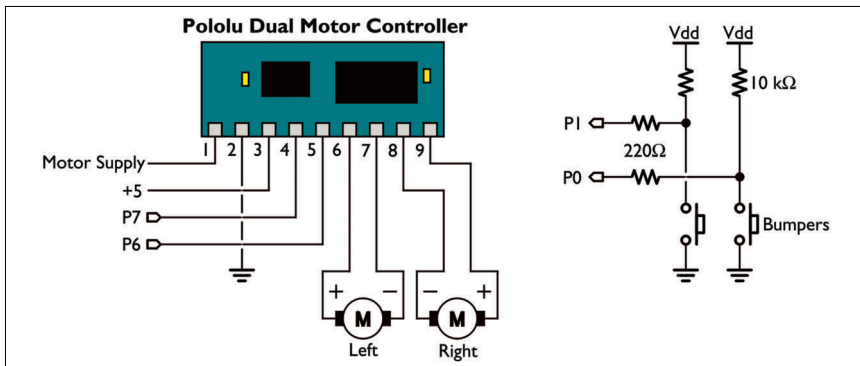 Pololu Dual Motor Controller
1 2 3 4 5 6 7 8 9
Motor Supply
+5
P7
P6
+ − − +
M M
Left Right
Vdd Vdd
10 kΩ
P1
220Ω
P0
Bumpers